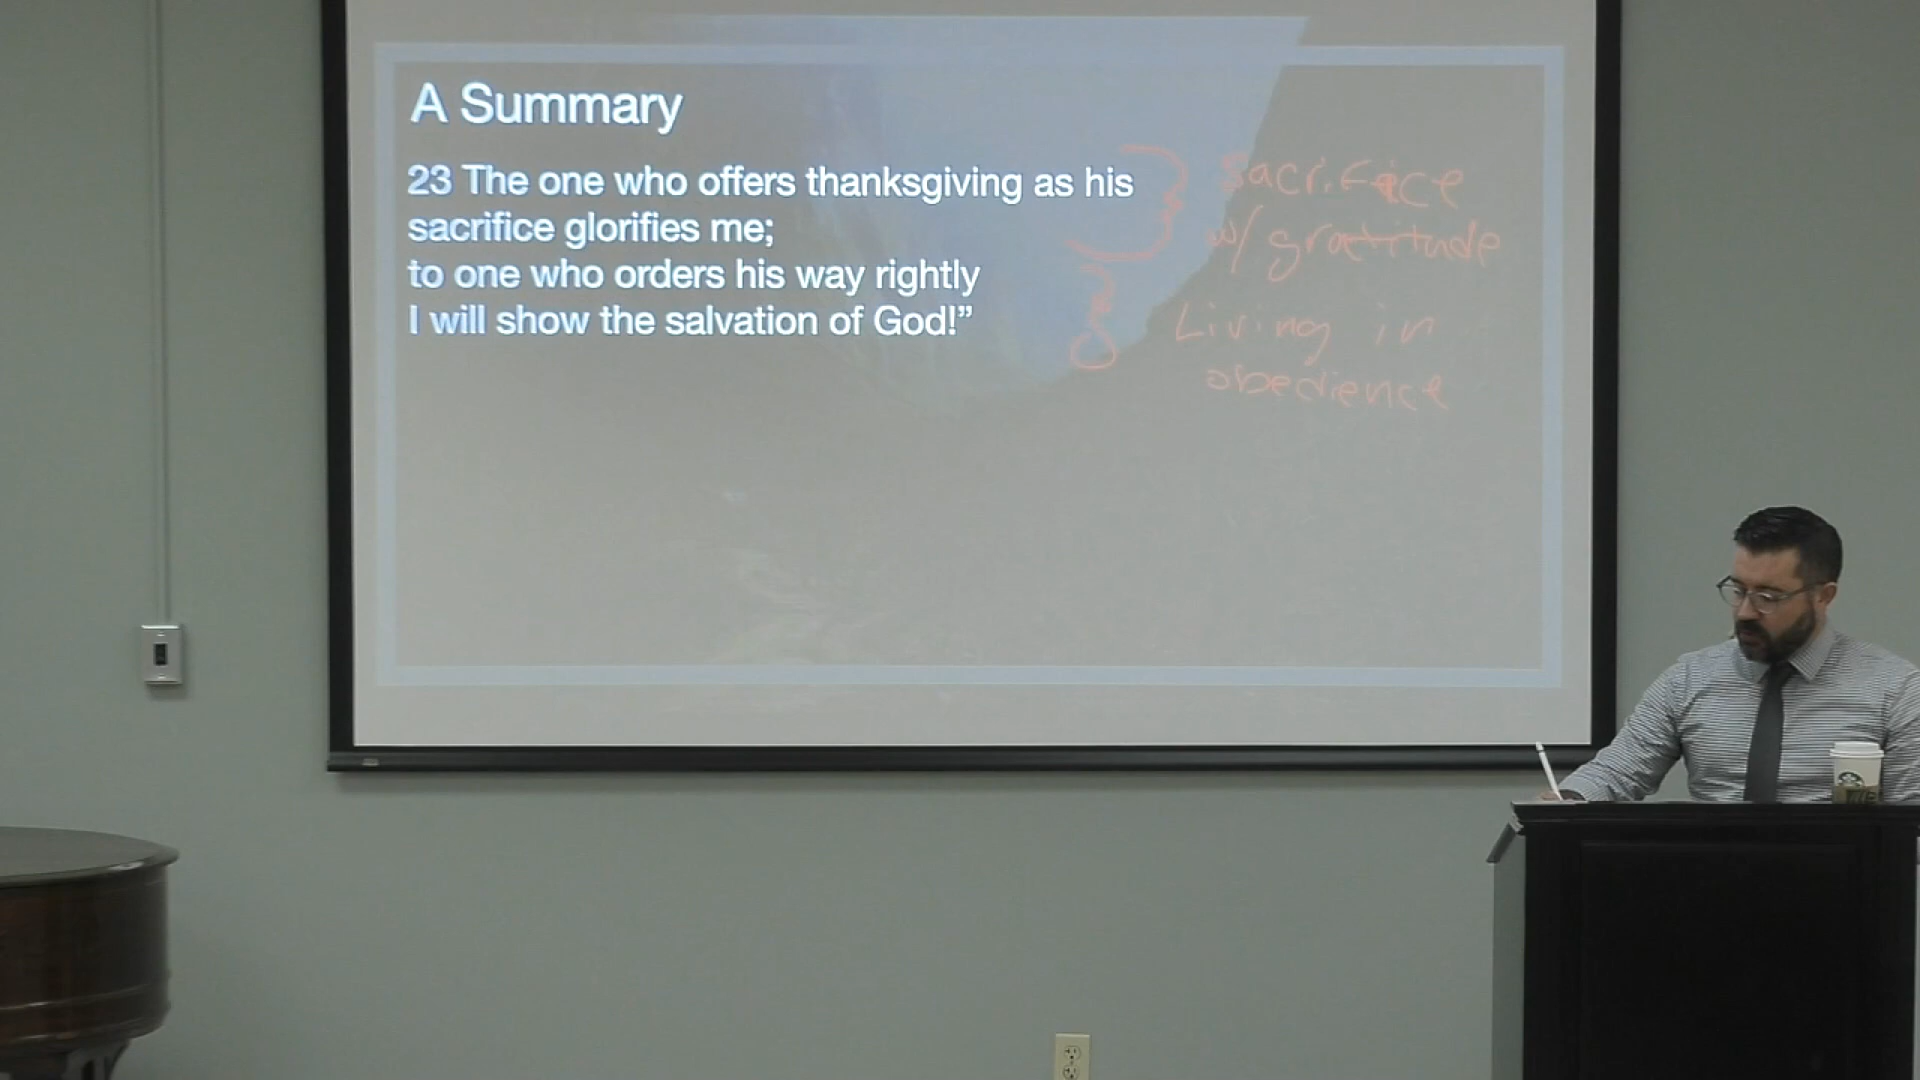 A Summary
23 The one who offers thanksgiving as his
sacrifice glorifies me;
to one who orders his way rightly
I will show the salvation of God!”
Sacrifice
w/ gratitude
Living in
obedience